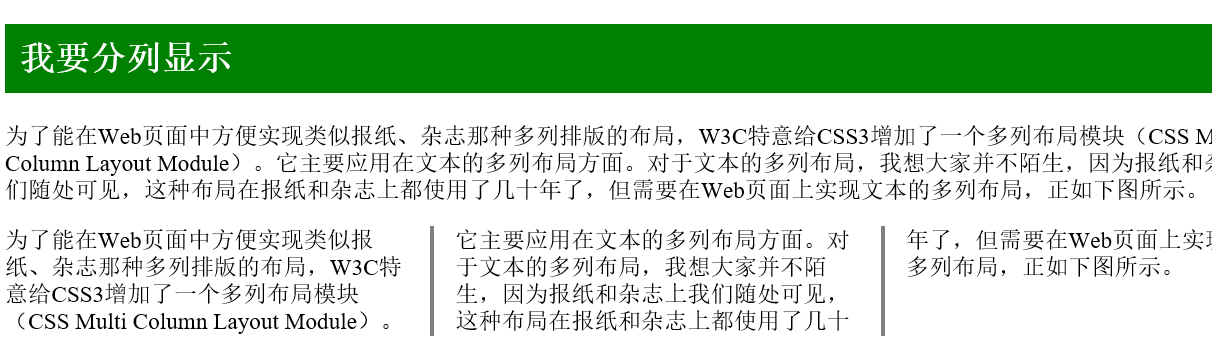 我要分列显示
为了能在Web页面中方便实现类似报纸、杂志那种多列排版的布局，W3C特意给CSS3增加了一个多列布局模块（CSS M
Column Layout Module）。它主要应用在文本的多列布局方面。对于文本的多列布局，我想大家并不陌生，因为报纸和
们随处可见，这种布局在报纸和杂志上都使用了几十年了，但需要在Web页面上实现文本的多列布局，正如下图所示。
为了能在Web页面中方便实现类似报
纸、杂志那种多列排版的布局，W3C特
意给CSS3增加了一个多列布局模块
（CSS Multi Column Layout Module）。
它主要应用在文本的多列布局方面。对
于文本的多列布局，我想大家并不陌
生，因为报纸和杂志上我们随处可见，
这种布局在报纸和杂志上都使用了几十
年了，但需要在Web页面上实
多列布局，正如下图所示。